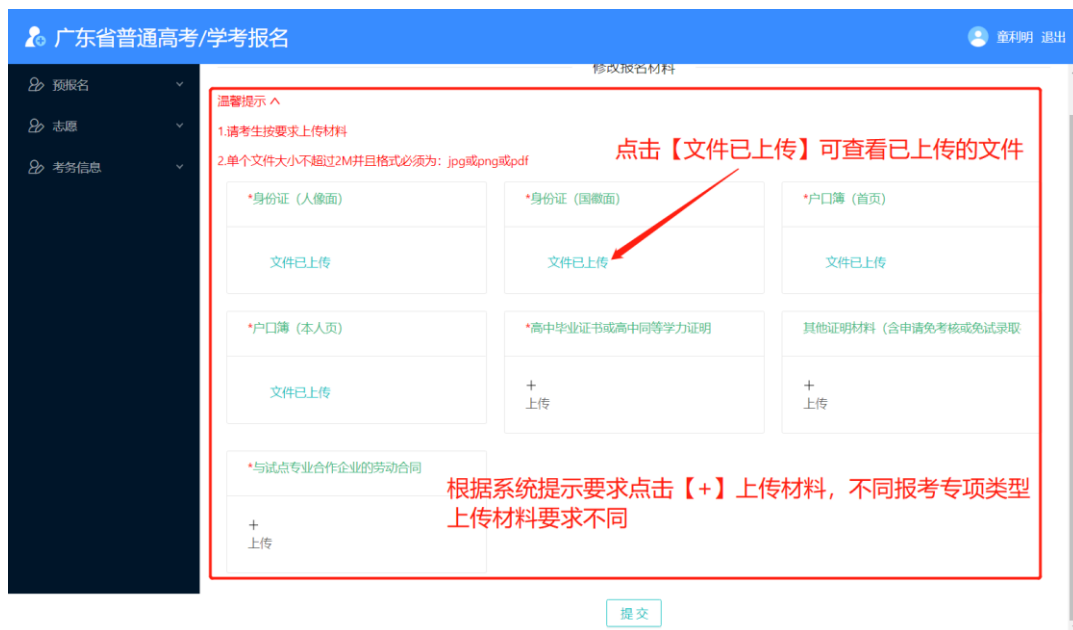 广东省普通高考/学考报名
童利明 退出
预报名
志愿
考务信息
修改报名材料
温馨提示 ∧
1.请考生按要求上传材料
2.单个文件大小不超过2M并且格式必须为：jpg或png或pdf
点击【文件已上传】可查看已上传的文件
*身份证（人像面）
*身份证（国徽面）
*户口簿（首页）
文件已上传
文件已上传
文件已上传
*户口簿（本人页）
*高中毕业证书或高中同等学力证明
其他证明材料（含申请免考核或免试录取
文件已上传
+
上传
+
上传
*与试点专业合作企业的劳动合同
根据系统提示要求点击【+】上传材料，不同报考专项类型
上传材料要求不同
+
上传
提交